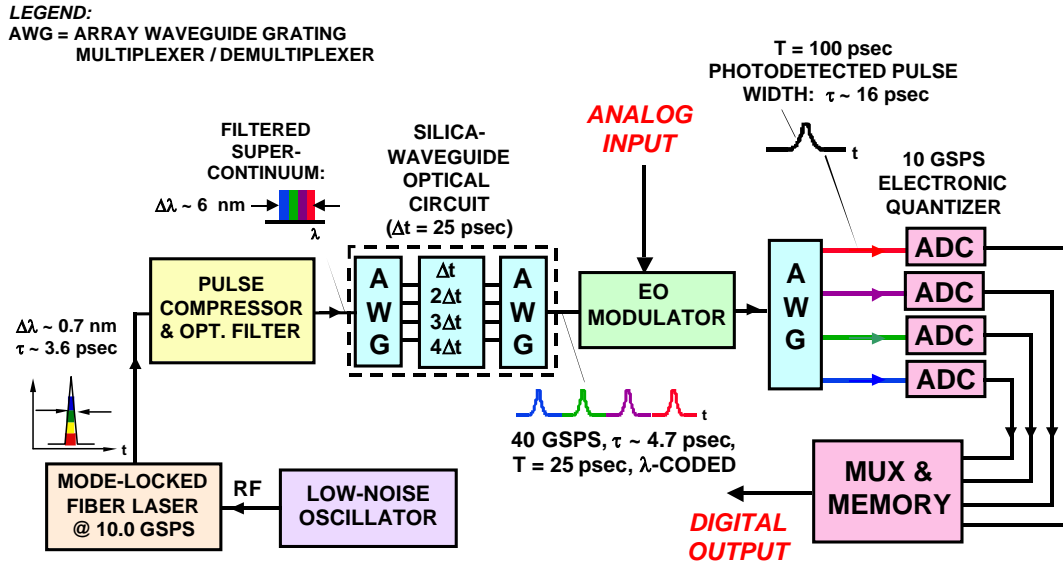 LEGEND:
AWG = ARRAY WAVEGUIDE GRATING
MULTIPLEXER / DEMULTIPLEXER
T = 100 psec
PHOTODETECTED PULSE
WIDTH: τ ~ 16 psec
t
FILTERED
SUPER-
CONTINUUM:
Δλ ~ 6 nm
λ
SILICA-
WAVEGUIDE
OPTICAL
CIRCUIT
(Δt = 25 psec)
ANALOG
INPUT
10 GSPS
ELECTRONIC
QUANTIZER
PULSE
COMPRESSOR
& OPT. FILTER
AWG
Δt
2Δt
3Δt
4Δt
AWG
EO
MODULATOR
AWG
ADC
ADC
ADC
ADC
Δλ ~ 0.7 nm
τ ~ 3.6 psec
t
t
40 GSPS, τ ~ 4.7 psec,
T = 25 psec, λ-CODED
MODE-LOCKED
FIBER LASER
@ 10.0 GSPS
RF
LOW-NOISE
OSCILLATOR
DIGITAL
OUTPUT
MUX &
MEMORY